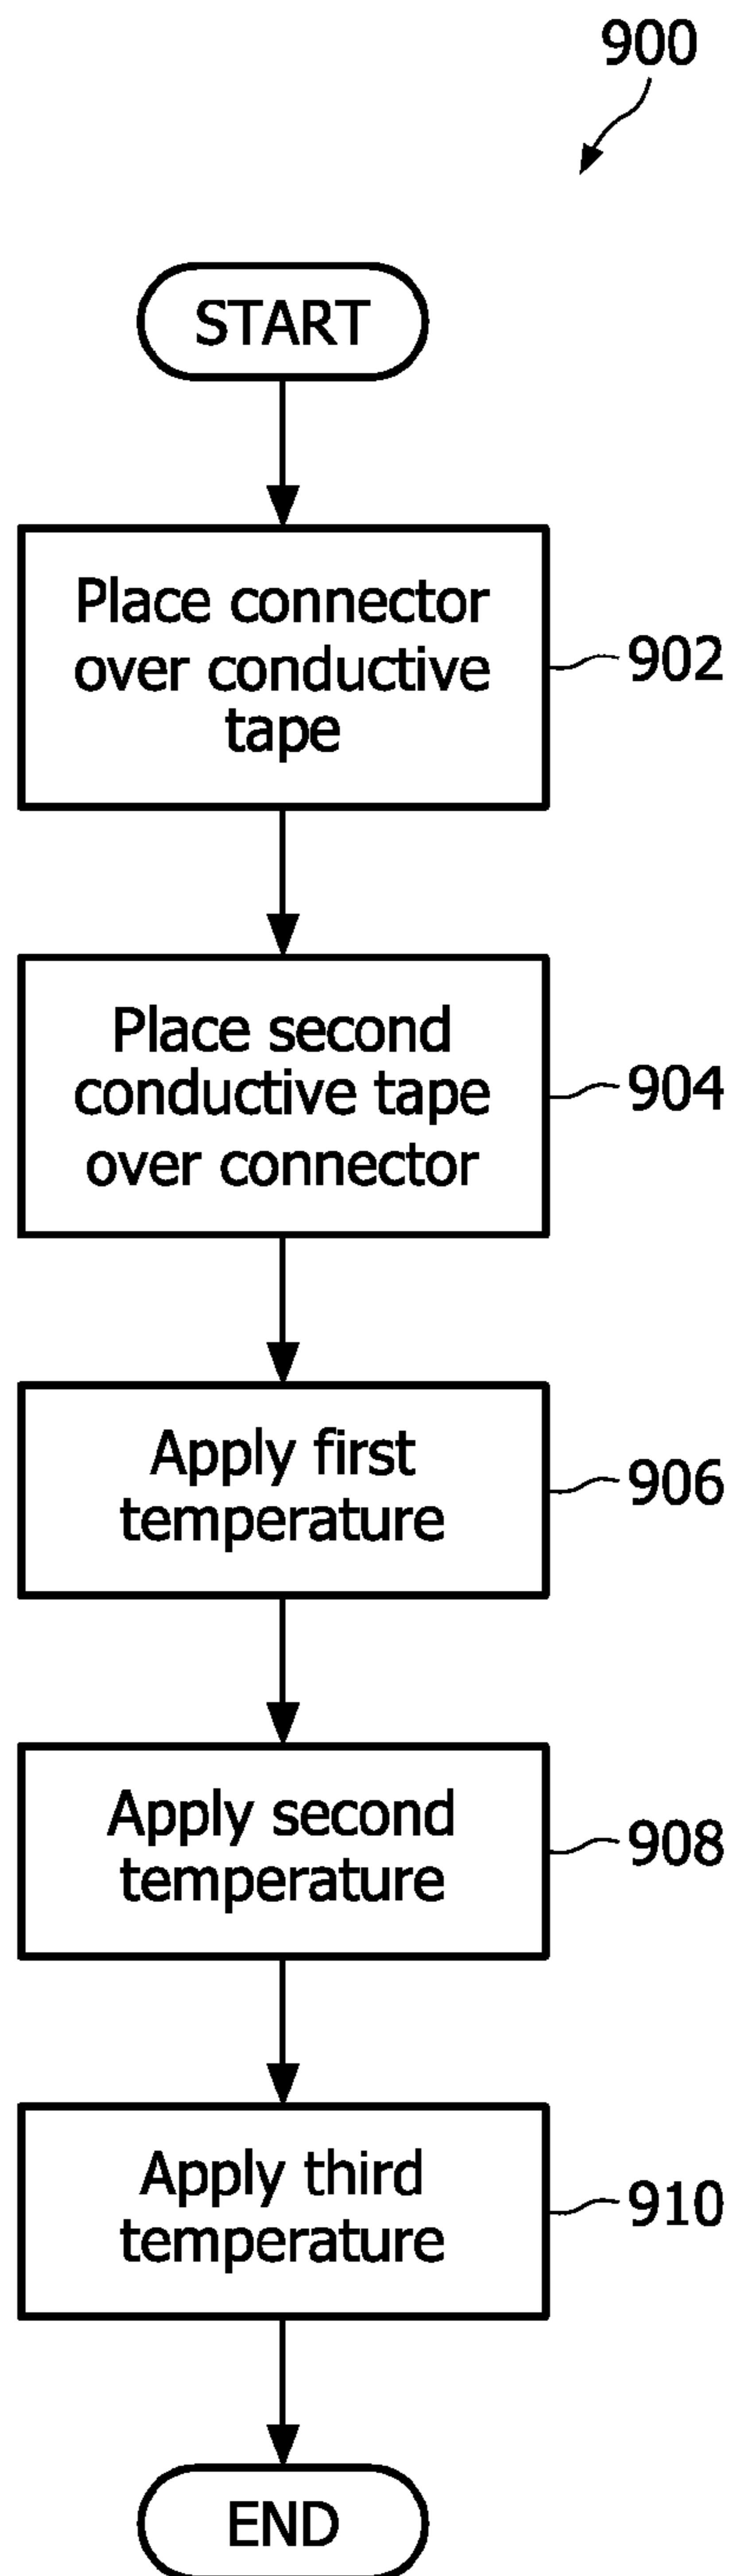 900
START
Place connector
over conductive
tape
902
Place second
conductive tape
over connector
904
Apply first
temperature
906
Apply second
temperature
908
Apply third
temperature
910
END